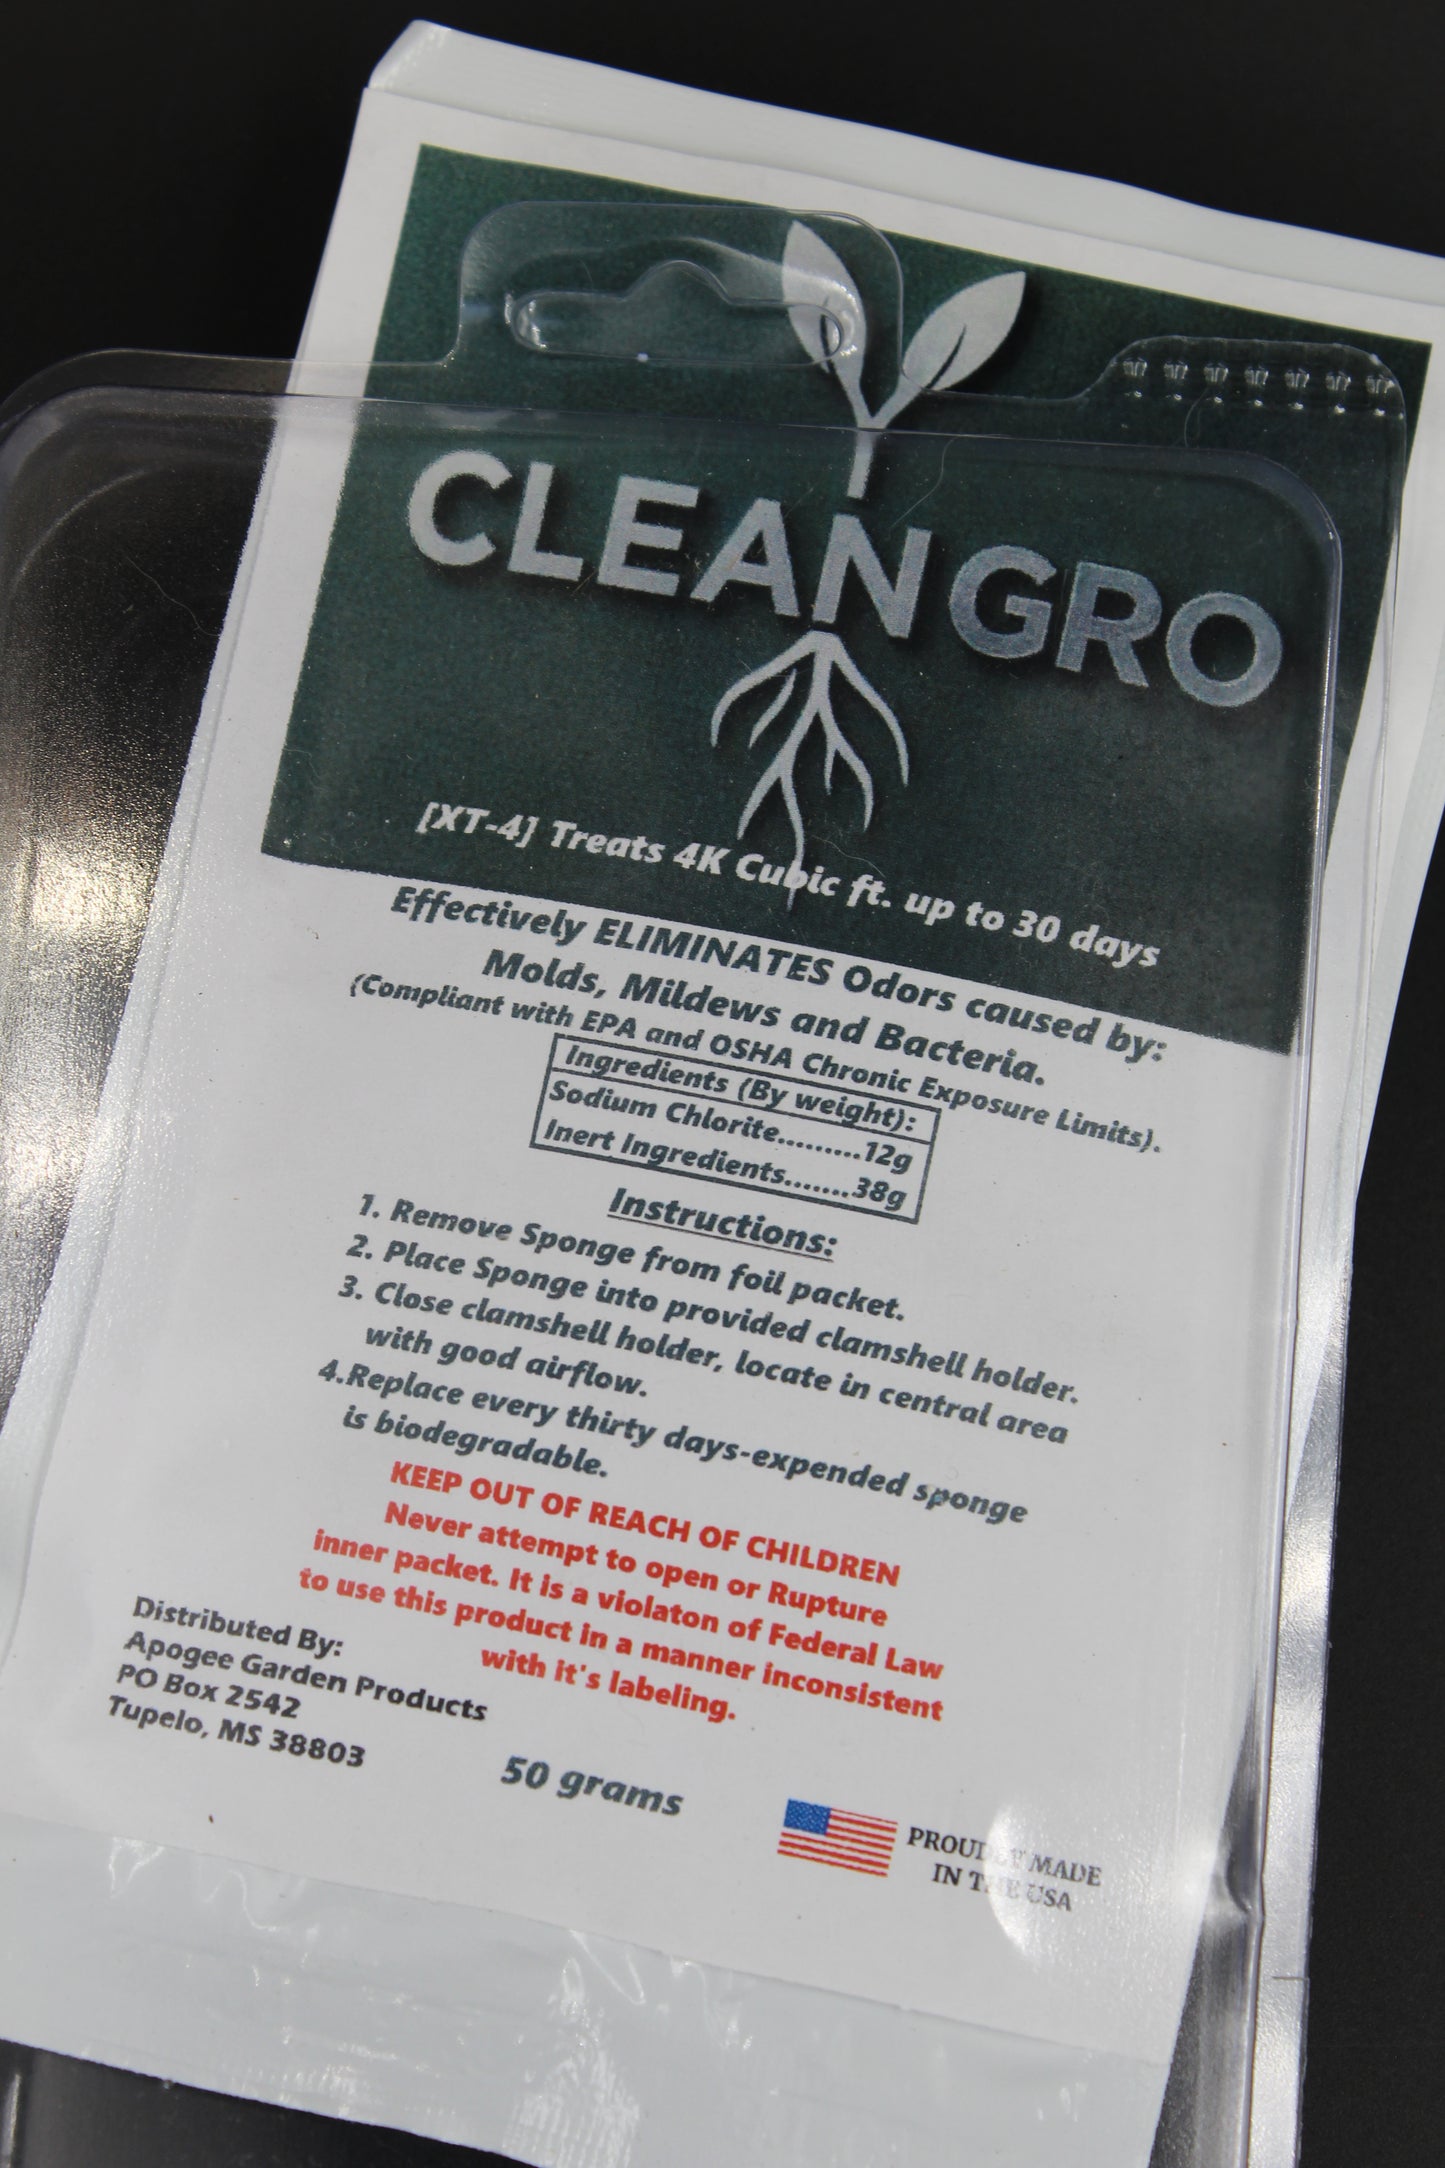 CLEAN GRO
[XT-4] Treats 4K Cubic ft. up to 30 days
Effectively ELIMINATES Odors caused by:
Molds, Mildews and Bacteria.
(Compliant with EPA and OSHA Chronic Exposure Limits).
Ingredients (By weight):
Sodium Chlorite.........12g
Inert Ingredients.......38g
Instructions:
1. Remove Sponge from foil packet.
2. Place Sponge into provided clamshell holder.
3. Close clamshell holder, locate in central area
with good airflow.
4.Replace every thirty days-expended sponge
is biodegradable.
KEEP OUT OF REACH OF CHILDREN
Never attempt to open or Rupture
inner packet. It is a violaton of Federal Law
to use this product in a manner inconsistent
with it's labeling.
Distributed By:
Apogee Garden Products
PO Box 2542
Tupelo, MS 38803
50 grams
PROUDLY MADE
IN THE USA